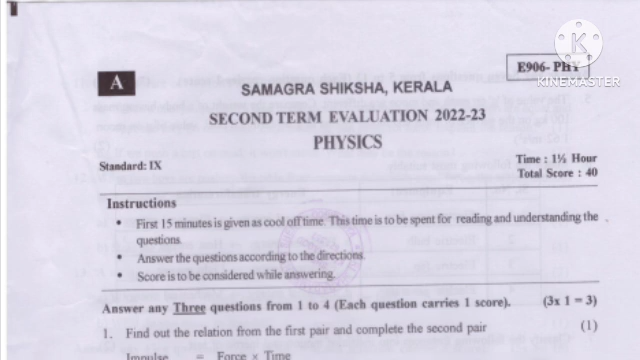 E906- PHY
KINEMASTER
A
SAMAGRA SHIKSHA, KERALA
SECOND TERM EVALUATION 2022-23
PHYSICS
Standard: IX
Time : 1½ Hour
Total Score : 40
Instructions
• First 15 minutes is given as cool off time. This time is to be spent for reading and understanding the
questions.
• Answer the questions according to the directions.
• Score is to be considered while answering.
Answer any Three questions from 1 to 4 (Each question carries 1 score). (3x 1 = 3)
1. Find out the relation from the first pair and complete the second pair (1)
Impulse = Force × Time